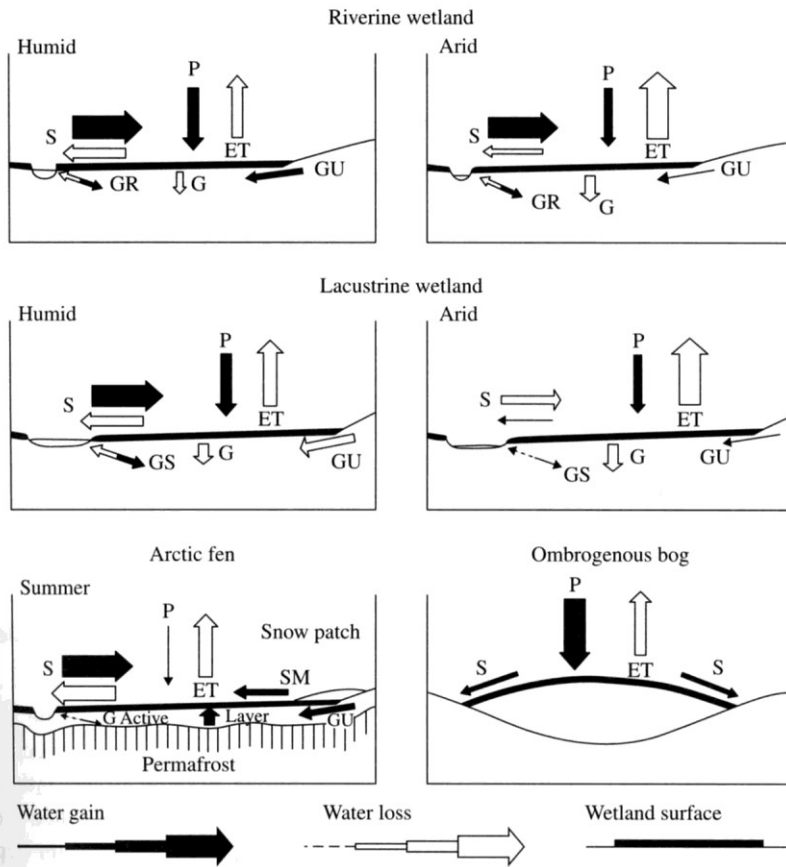 Riverine wetland
Humid
P
S
ET
GR
G
GU
Arid
P
S
ET
GR
G
GU
Lacustrine wetland
Humid
P
S
ET
GS
G
GU
Arid
P
S
ET
GS
G
GU
Arctic fen
Summer
P
Snow patch
S
ET
SM
G Active Layer
GU
Permafrost
Ombrogenous bog
P
S
ET
S
Water gain
Water loss
Wetland surface